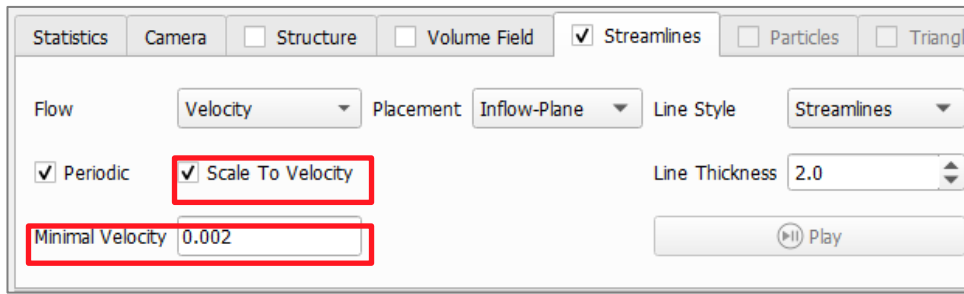 Statistics Camera Structure Volume Field Streamlines Particles Triangl
Flow Velocity Placement Inflow-Plane Line Style Streamlines
Periodic Scale To Velocity Line Thickness 2.0
Minimal Velocity 0.002 Play